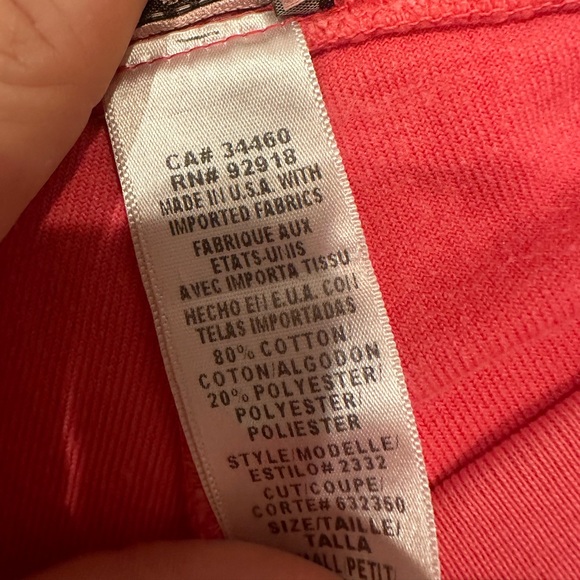 CA# 34460
RN# 92918
MADE IN U.S.A. WITH
IMPORTED FABRICS
FABRIQUE AUX
ETATS-UNIS
AVEC IMPORTA TISSU
HECHO EN E.U.A. CON
TELAS IMPORTADAS
80% COTTON
COTON/ALGODON
20% POLYESTER/
POLYESTER/
POLIESTER
STYLE/MODELLE/
ESTILO# 2332
CUT/COUPE/
CORTE# 632350
SIZE/TAILLE/
TALLA